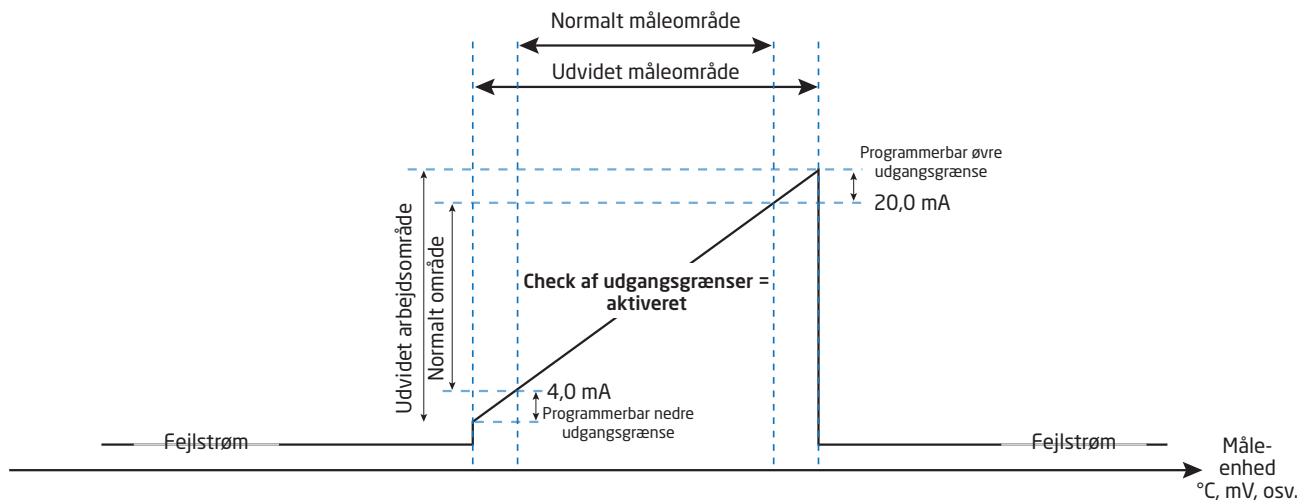 Normalt måleområde
Udvidet måleområde
Programmerbar øvre
udgangsgrænse
20,0 mA
Udvidet arbejdsområde
Normalt område
Check af udgangsgrænser =
aktiveret
4,0 mA
Programmerbar nedre
udgangsgrænse
Fejlstrøm
Fejlstrøm
Måle-
enhed
°C, mV, osv.